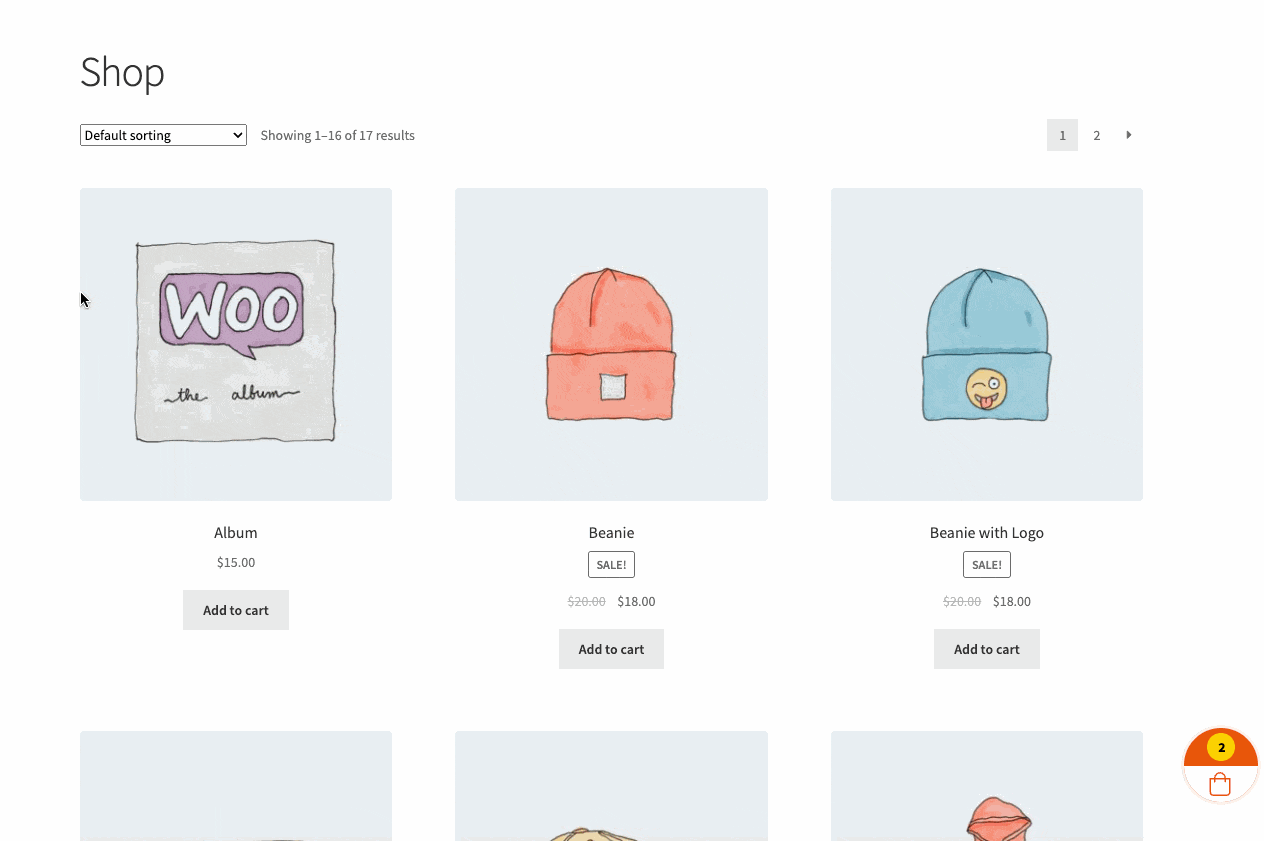 Shop
Default sorting
Showing 1–16 of 17 results
1 2
WOO
the album
Album
$15.00
Add to cart
Beanie
SALE!
$20.00 $18.00
Add to cart
Beanie with Logo
SALE!
$20.00 $18.00
Add to cart
2